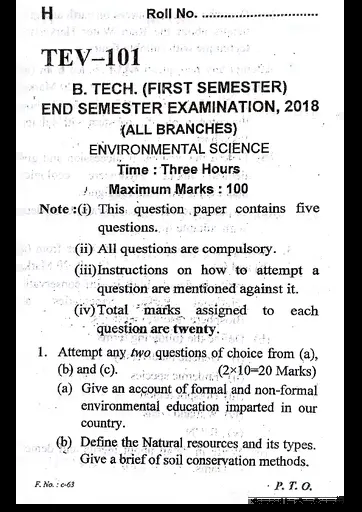 H Roll No. ..............................
TEV–101
B. TECH. (FIRST SEMESTER)
END SEMESTER EXAMINATION, 2018
(ALL BRANCHES)
ENVIRONMENTAL SCIENCE
Time : Three Hours
Maximum Marks : 100
Note :(i) This question paper contains five
questions.
(ii) All questions are compulsory.
(iii)Instructions on how to attempt a
question are mentioned against it.
(iv)Total marks assigned to each
question are twenty.
1. Attempt any two questions of choice from (a),
(b) and (c). (2×10=20 Marks)
(a) Give an account of formal and non-formal
environmental education imparted in our
country.
(b) Define the Natural resources and its types.
Give a brief of soil conservation methods.
F. No. : c-63 P. T. O.